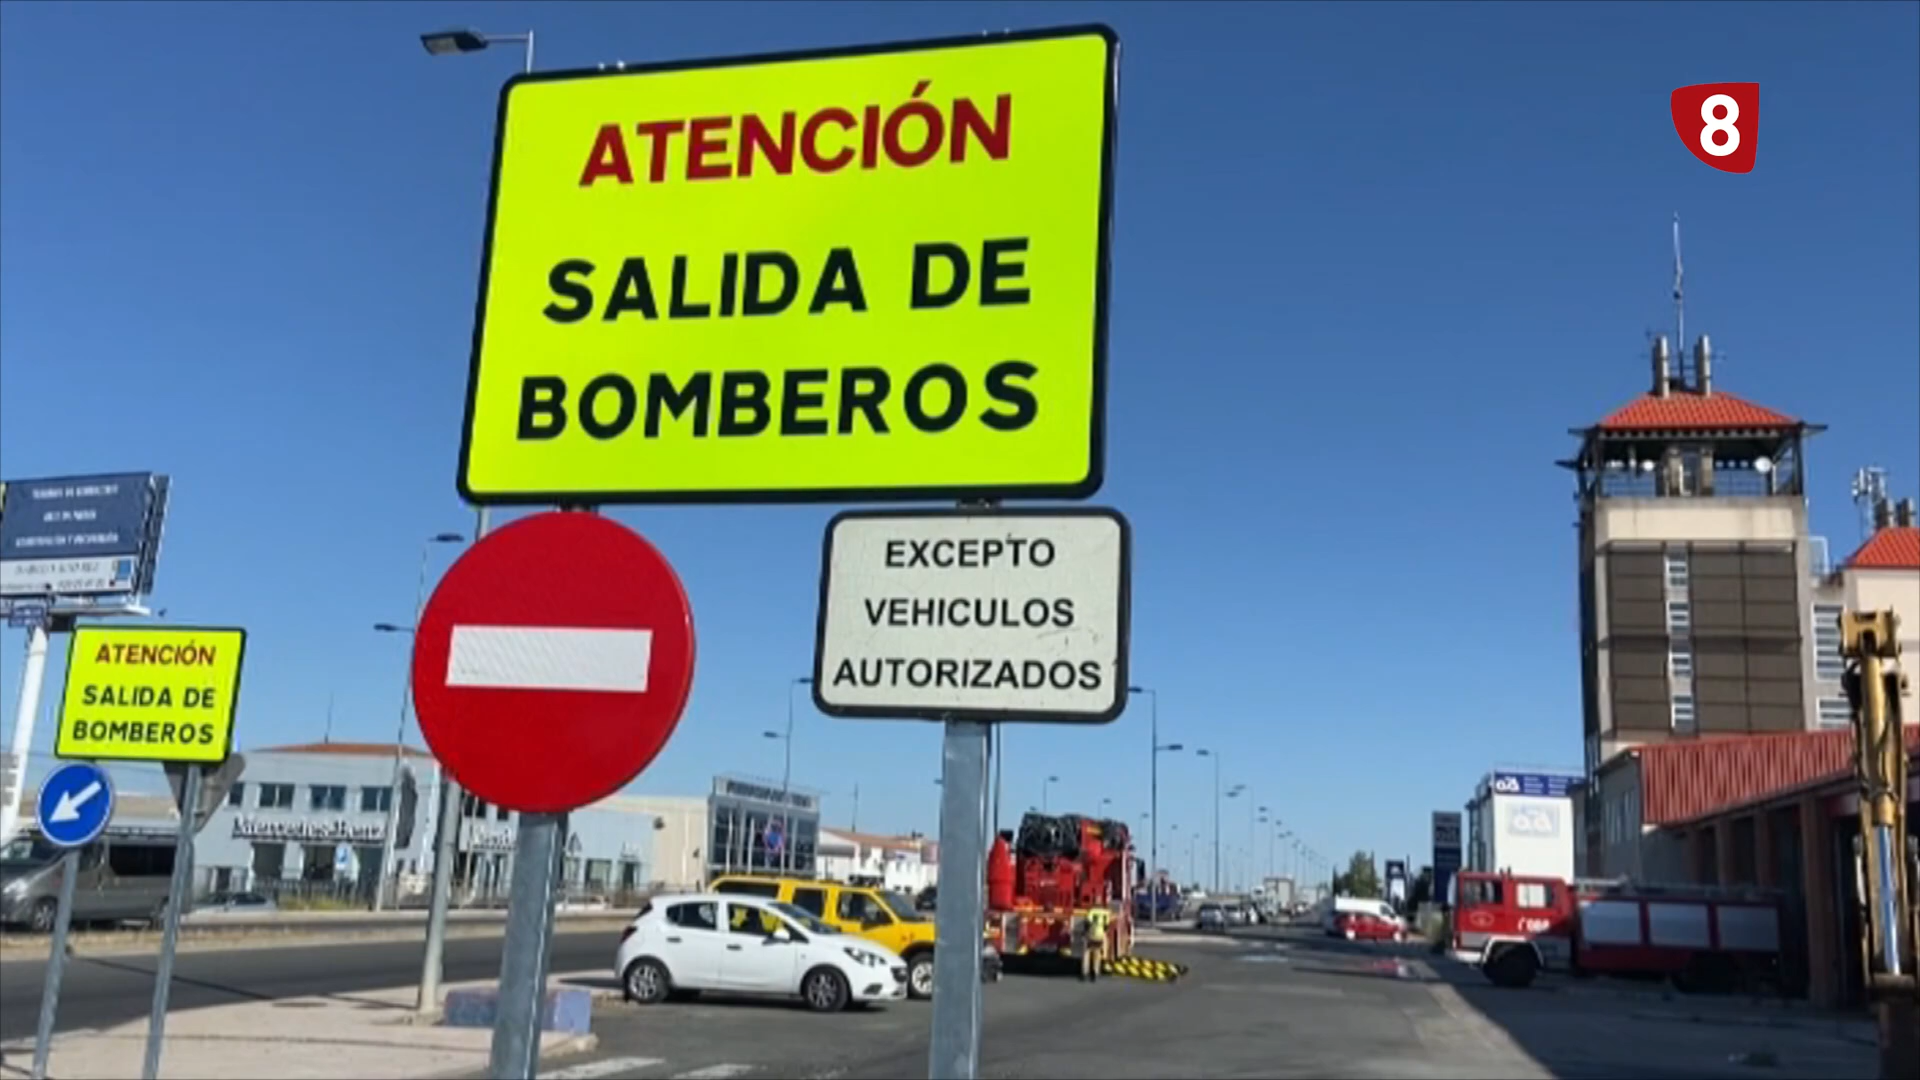 8
ATENCIÓN
SALIDA DE
BOMBEROS
EXCEPTO
VEHICULOS
AUTORIZADOS
ATENCIÓN
SALIDA DE
BOMBEROS